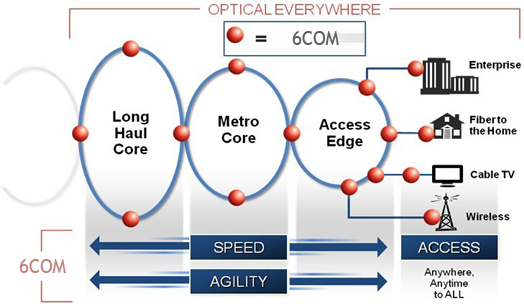 OPTICAL EVERYWHERE
= 6COM
Long
Haul
Core
Metro
Core
Access
Edge
Enterprise
Fiber to
the Home
Cable TV
Wireless
6COM
SPEED
ACCESS
AGILITY
Anywhere,
Anytime
to ALL